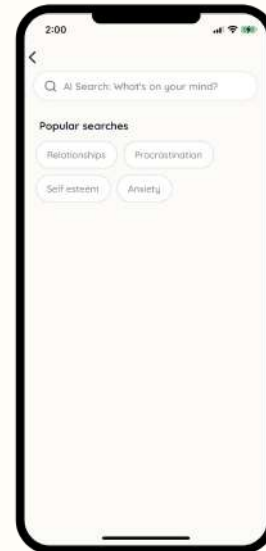 2:00
AI Search: What's on your mind?
Popular searches
Relationships Procrastination
Self esteem Anxiety